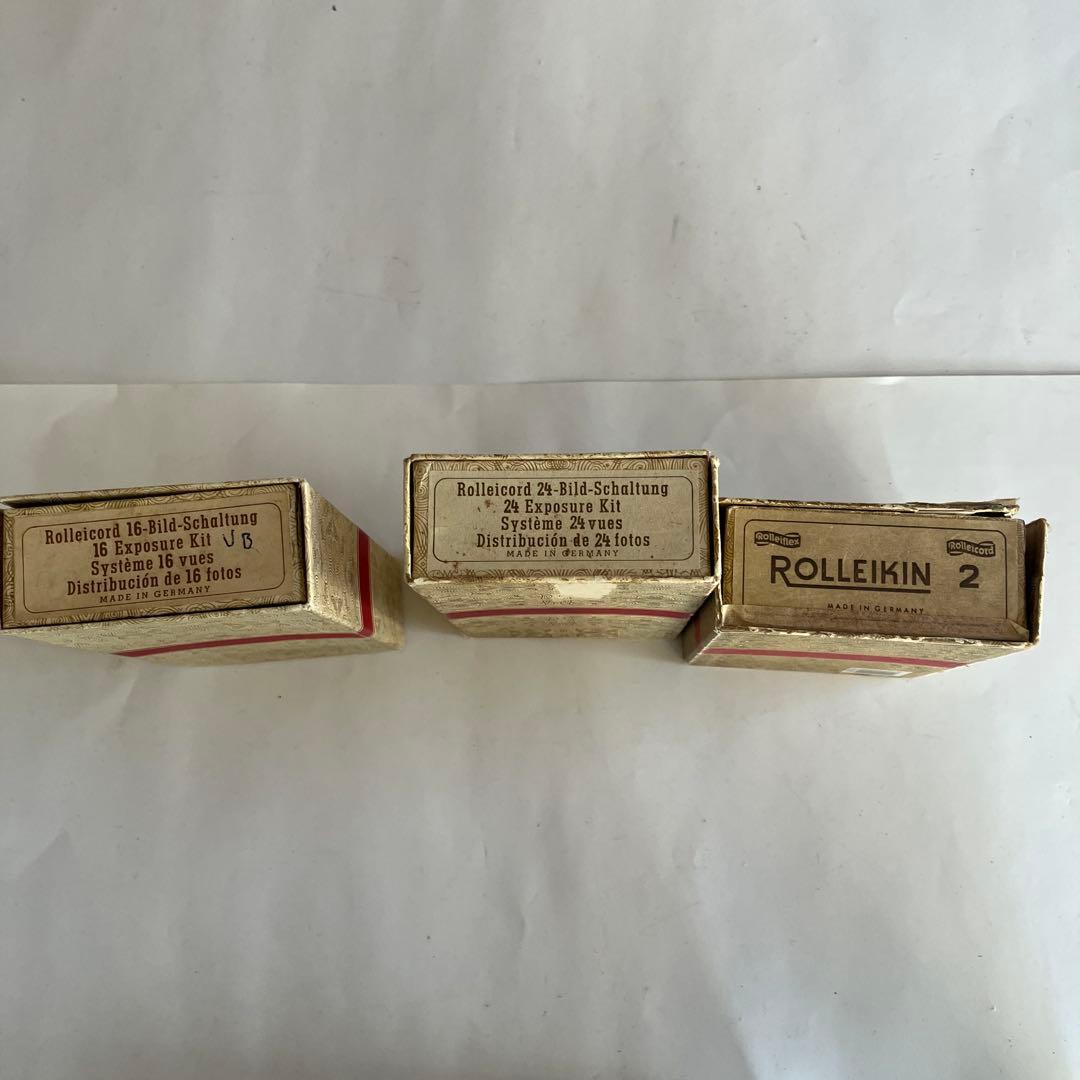 Rolleicord 16-Bild-Schaltung
16 Exposure Kit VB
Système 16 vues
Distribución de 16 fotos
MADE IN GERMANY
Rolleicord 24-Bild-Schaltung
24 Exposure Kit
Système 24 vues
Distribución de 24 fotos
MADE IN GERMANY
Rolleiflex Rolleicord
ROLLEIKIN 2
MADE IN GERMANY